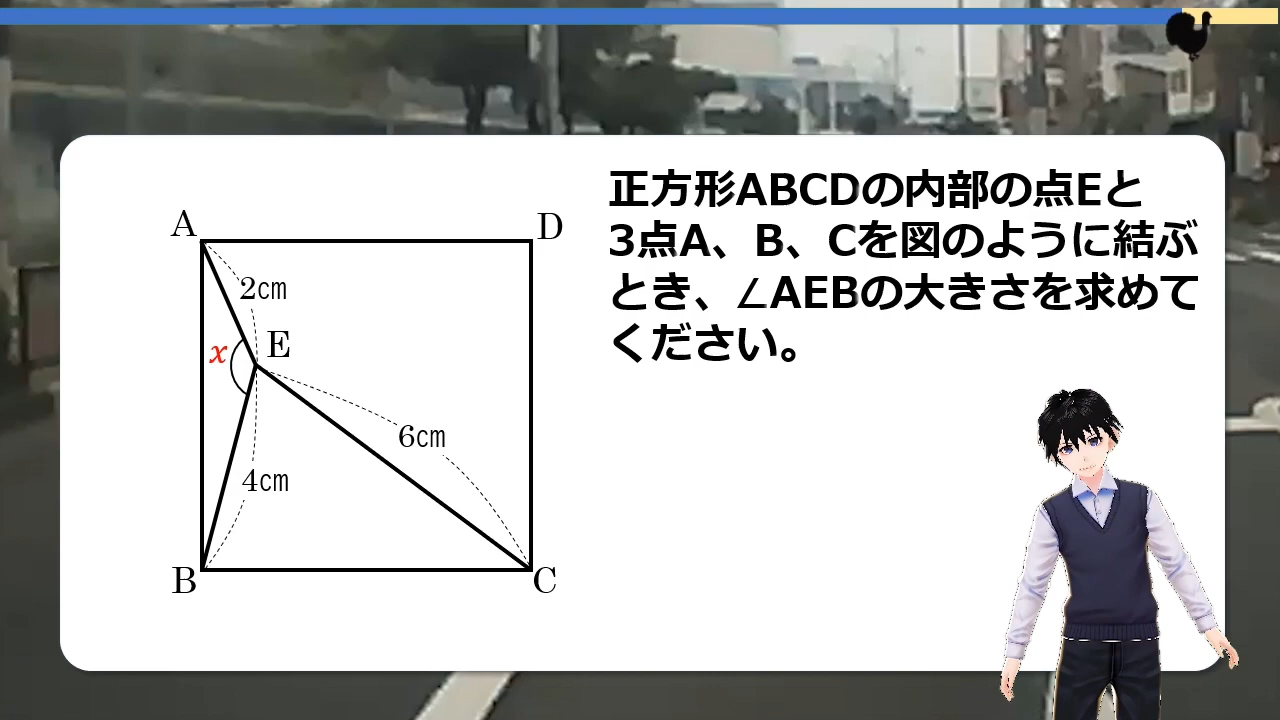 正方形ABCDの内部の点Eと
3点A、B、Cを図のように結ぶ
とき、∠AEBの大きさを求めて
ください。
A
D
2cm
x
E
6cm
4cm
B
C